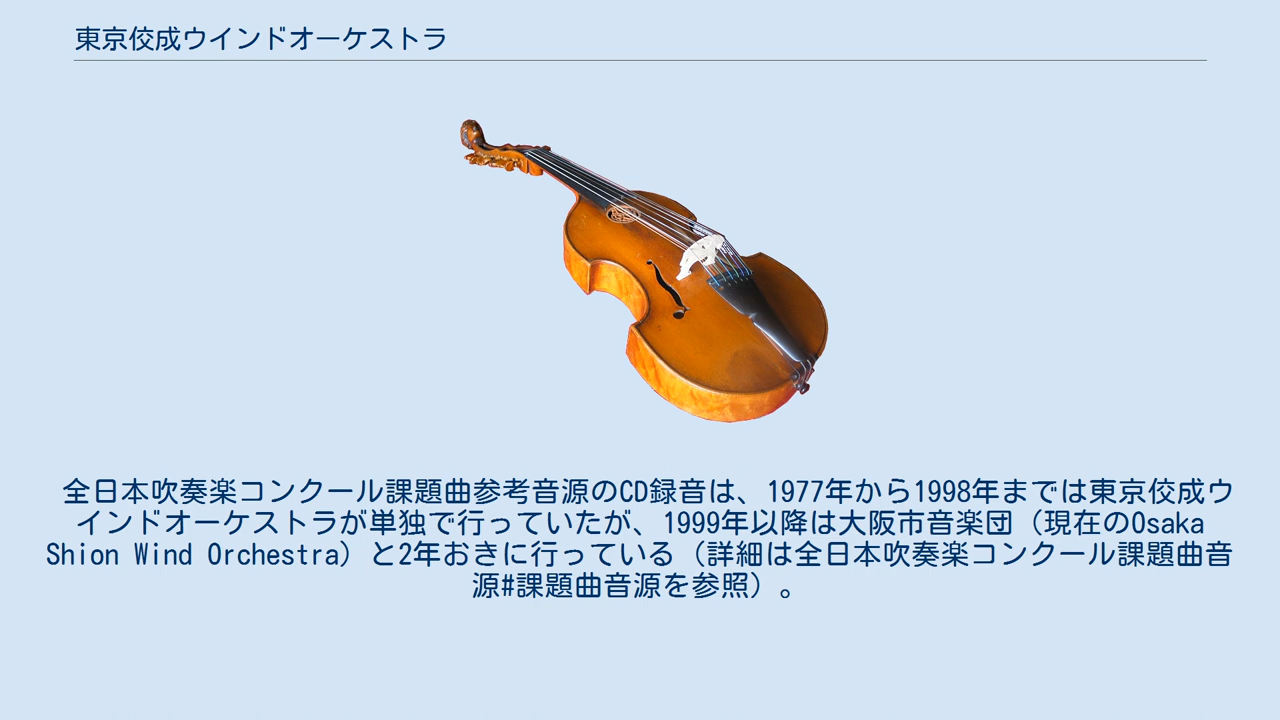 東京佼成ウインドオーケストラ
全日本吹奏楽コンクール課題曲参考音源のCD録音は、1977年から1998年までは東京佼成ウ
インドオーケストラが単独で行っていたが、1999年以降は大阪市音楽団（現在のOsaka
Shion Wind Orchestra）と2年おきに行っている（詳細は全日本吹奏楽コンクール課題曲音
源#課題曲音源を参照）。